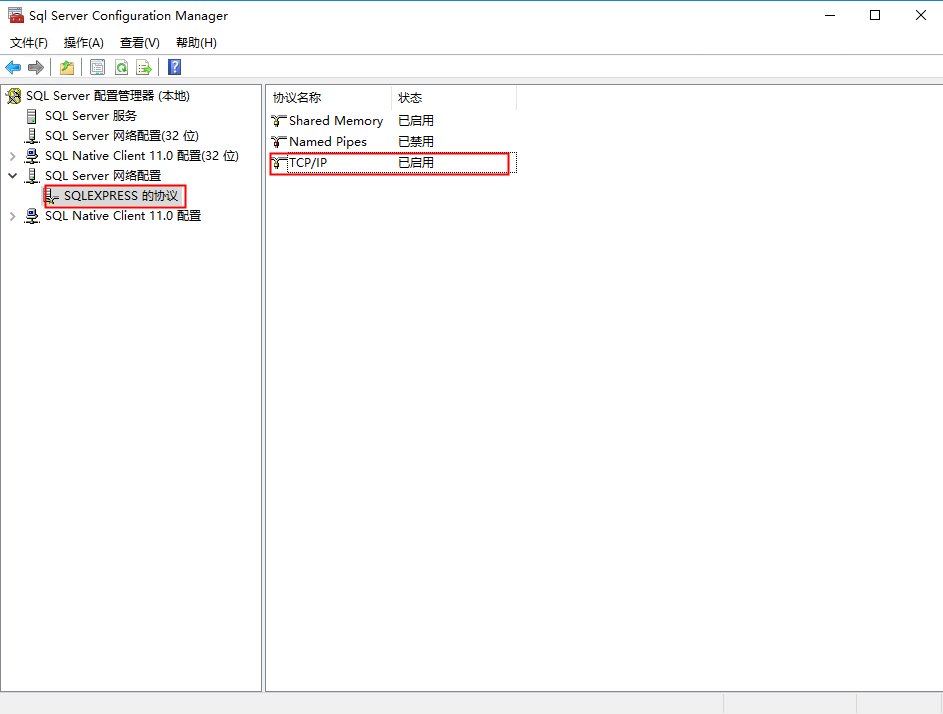 Sql Server Configuration Manager
文件(F) 操作(A) 查看(V) 帮助(H)
SQL Server 配置管理器 (本地)
SQL Server 服务
SQL Server 网络配置(32 位)
SQL Native Client 11.0 配置(32 位)
SQL Server 网络配置
SQLEXPRESS 的协议
SQL Native Client 11.0 配置
协议名称 状态
Shared Memory 已启用
Named Pipes 已禁用
TCP/IP 已启用